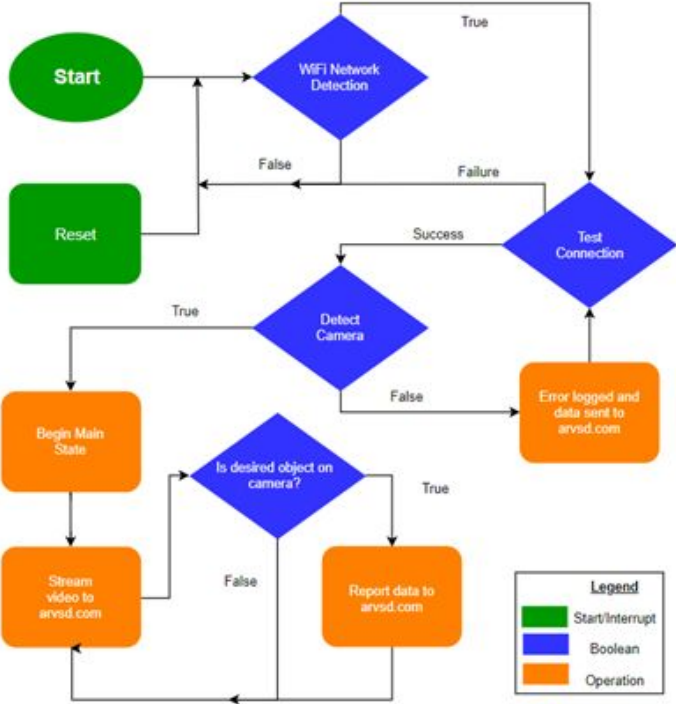 True
Start
WiFi Network
Detection
False
Failure
Reset
Success
Test
Connection
True
Detect
Camera
False
Error logged and
data sent to
arvsd.com
Begin Main
State
Is desired object on
camera?
True
Stream
video to
arvsd.com
False
Report data to
arvsd.com
Legend
Start/Interrupt
Boolean
Operation